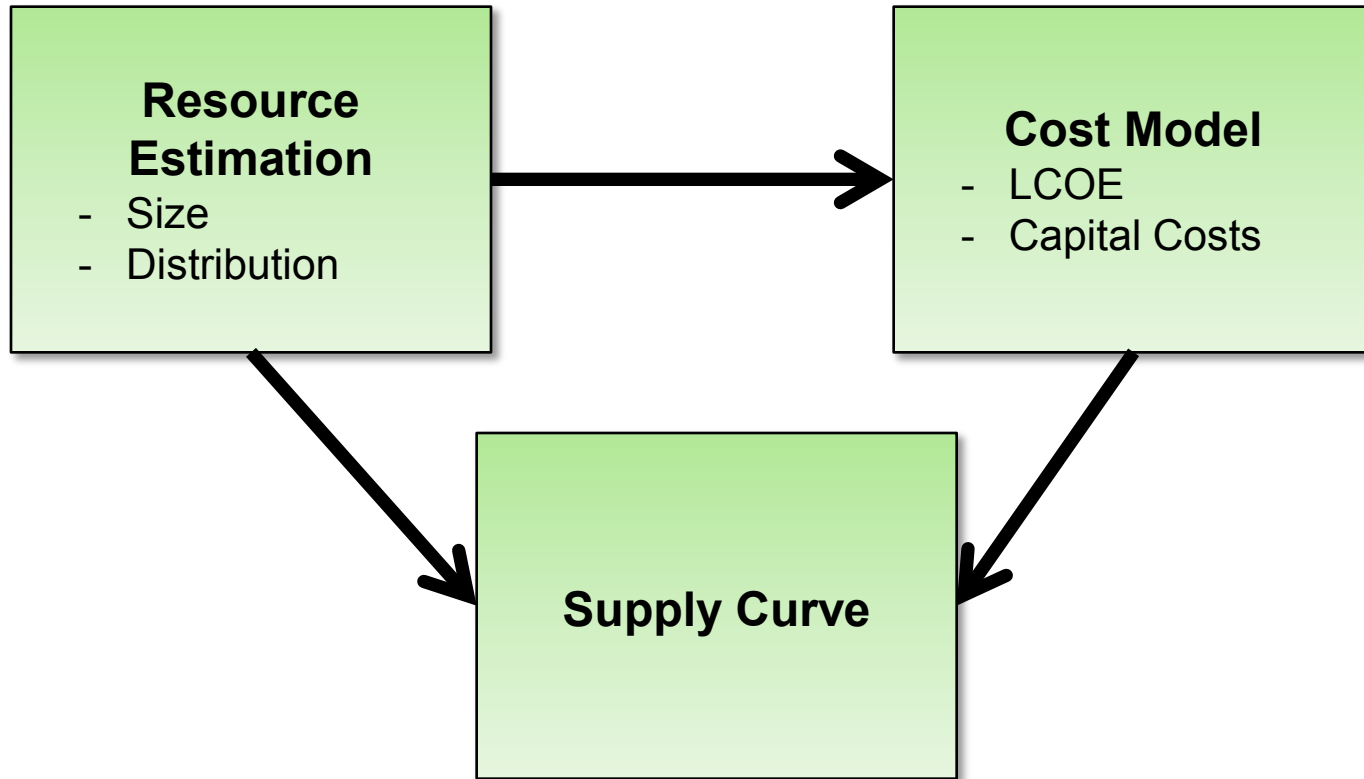 Resource
Estimation
- Size
- Distribution
Cost Model
- LCOE
- Capital Costs
Supply Curve